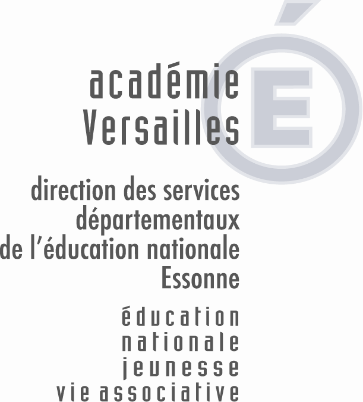 académie
Versailles
É
direction des services
départementaux
de l'éducation nationale
Essonne
éducation
nationale
jeunesse
vie associative